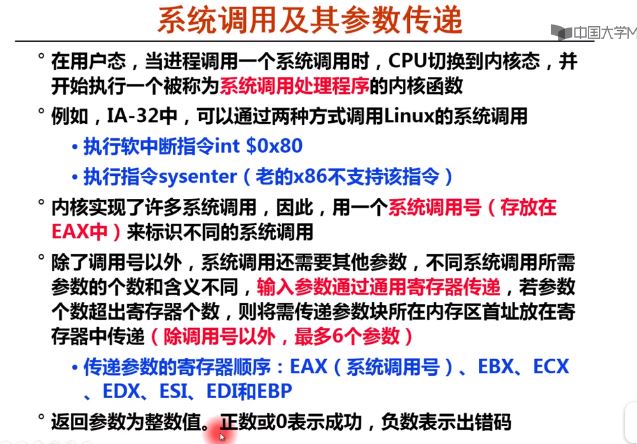 系统调用及其参数传递
中国大学M
° 在用户态，当进程调用一个系统调用时，CPU切换到内核态，并
开始执行一个被称为系统调用处理程序的内核函数
° 例如，IA-32中，可以通过两种方式调用Linux的系统调用
• 执行软中断指令int $0x80
• 执行指令sysenter（老的x86不支持该指令）
° 内核实现了许多系统调用，因此，用一个系统调用号（存放在
EAX中）来标识不同的系统调用
° 除了调用号以外，系统调用还需要其他参数，不同系统调用所需
参数的个数和含义不同，输入参数通过通用寄存器传递，若参数
个数超出寄存器个数，则将需传递参数块所在内存区首址放在寄
存器中传递（除调用号以外，最多6个参数）
• 传递参数的寄存器顺序：EAX（系统调用号）、EBX、ECX
、EDX、ESI、EDI和EBP
° 返回参数为整数值。正数或0表示成功，负数表示出错码